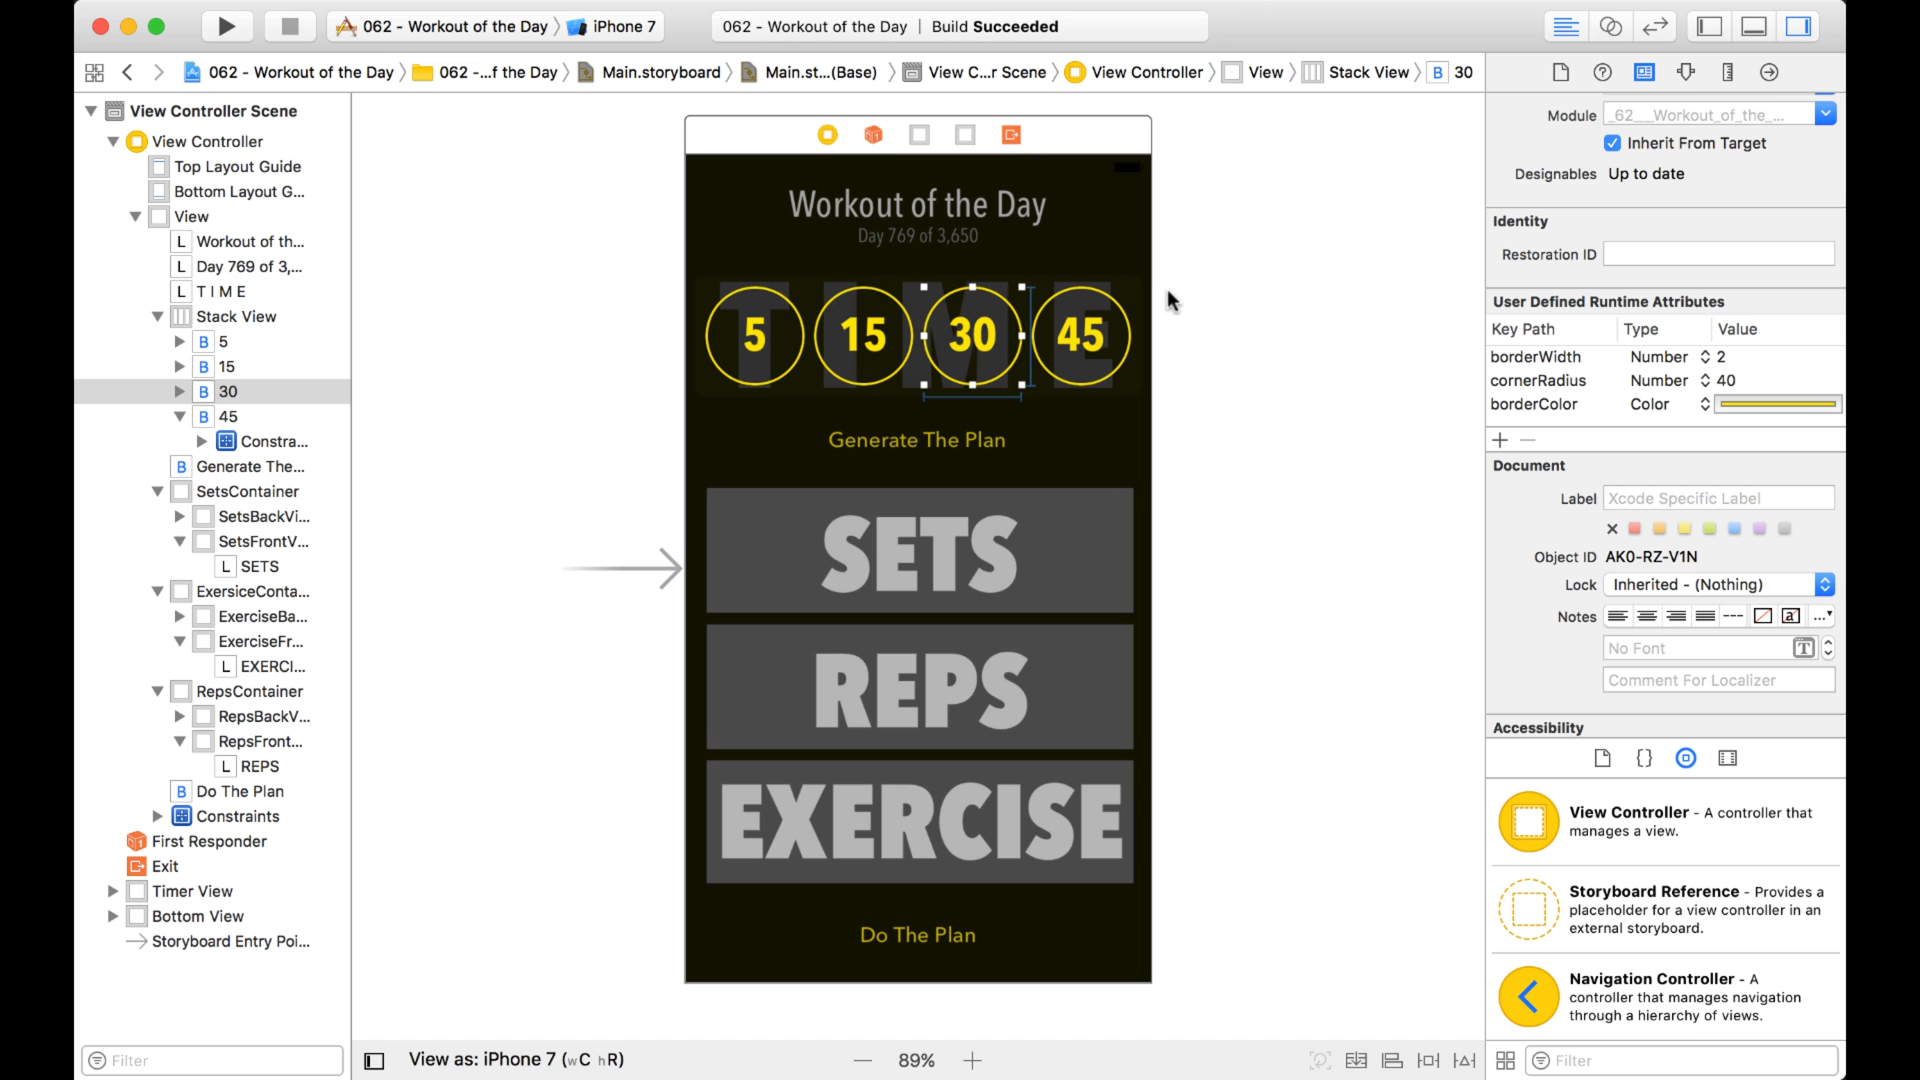 062 - Workout of the Day 〉 iPhone 7
062 - Workout of the Day | Build Succeeded
062 - Workout of the Day 〉 062 -...f the Day 〉 Main.storyboard 〉 Main.st...(Base) 〉 View C...r Scene 〉 View Controller 〉 View 〉 Stack View 〉 B 30
View Controller Scene
View Controller
Top Layout Guide
Bottom Layout G...
View
L Workout of th...
L Day 769 of 3,...
L T I M E
Stack View
B 5
B 15
B 30
B 45
Constra...
B Generate The...
SetsContainer
SetsBackVi...
SetsFrontV...
L SETS
ExersiceConta...
ExerciseBa...
ExerciseFr...
L EXERCI...
RepsContainer
RepsBackV...
RepsFront...
L REPS
B Do The Plan
Constraints
First Responder
Exit
Timer View
Bottom View
Storyboard Entry Poi...
Filter
Workout of the Day
Day 769 of 3,650
T I M E
5 15 30 45
Generate The Plan
SETS
REPS
EXERCISE
Do The Plan
View as: iPhone 7 (wC hR)
89%
Module _62___Workout_of_the_...
Inherit From Target
Designables Up to date
Identity
Restoration ID
User Defined Runtime Attributes
Key Path Type Value
borderWidth Number 2
cornerRadius Number 40
borderColor Color
Document
Label Xcode Specific Label
Object ID AK0-RZ-V1N
Lock Inherited - (Nothing)
Notes
No Font
Comment For Localizer
Accessibility
View Controller - A controller that
manages a view.
Storyboard Reference - Provides a
placeholder for a view controller in an
external storyboard.
Navigation Controller - A
controller that manages navigation
through a hierarchy of views.
Filter